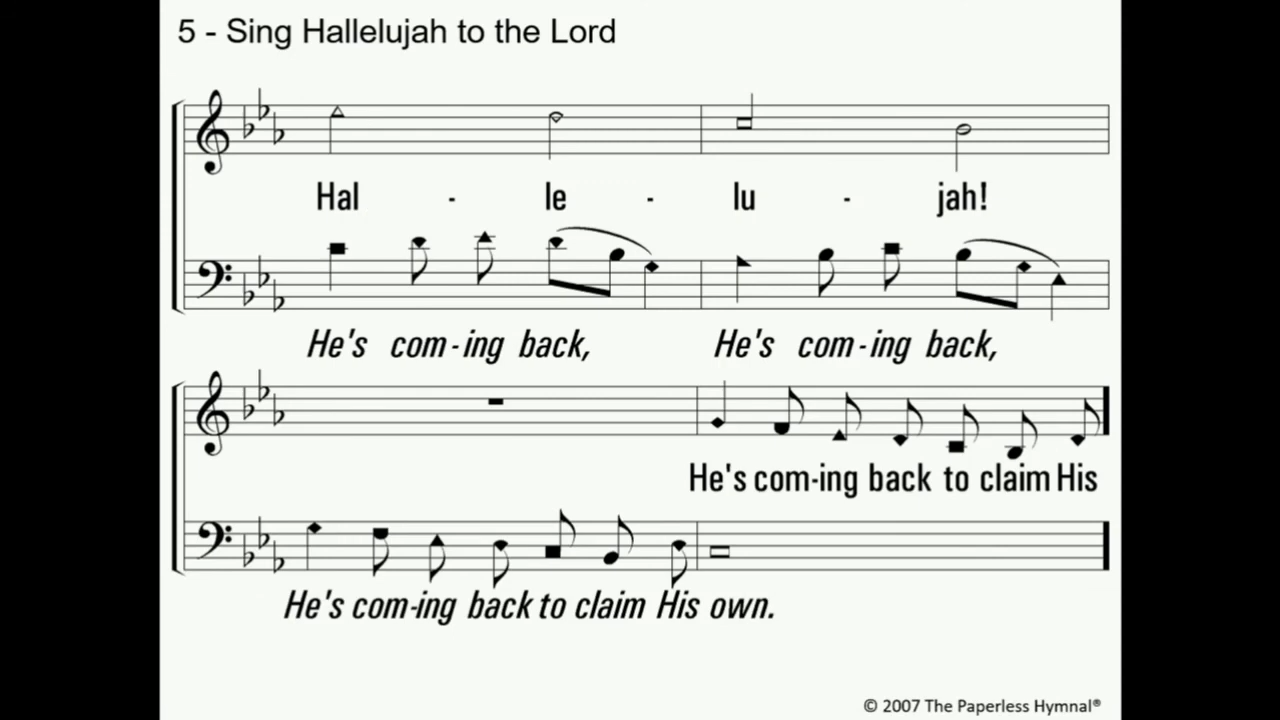 5 - Sing Hallelujah to the Lord
Hal - le - lu - jah!
He's com-ing back, He's com-ing back,
He's com-ing back to claim His
He's com-ing back to claim His own.
© 2007 The Paperless Hymnal®